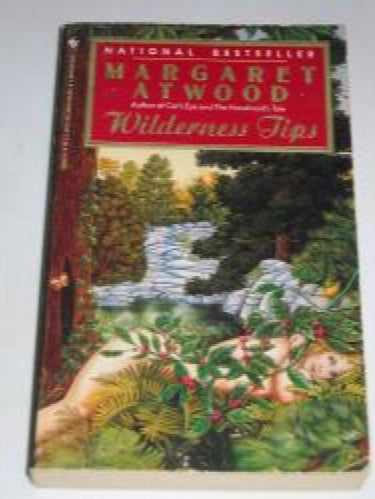 NATIONAL BESTSELLER
MARGARET
ATWOOD
Author of Cat's Eye and The Handmaid's Tale
Wilderness Tips